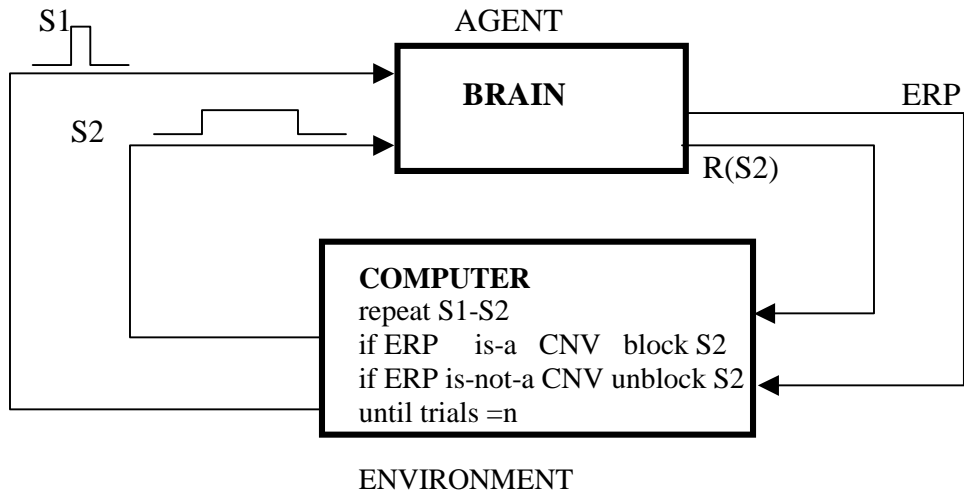 S1
AGENT
BRAIN
ERP
S2
R(S2)
COMPUTER
repeat S1-S2
if ERP is-a CNV block S2
if ERP is-not-a CNV unblock S2
until trials =n
ENVIRONMENT